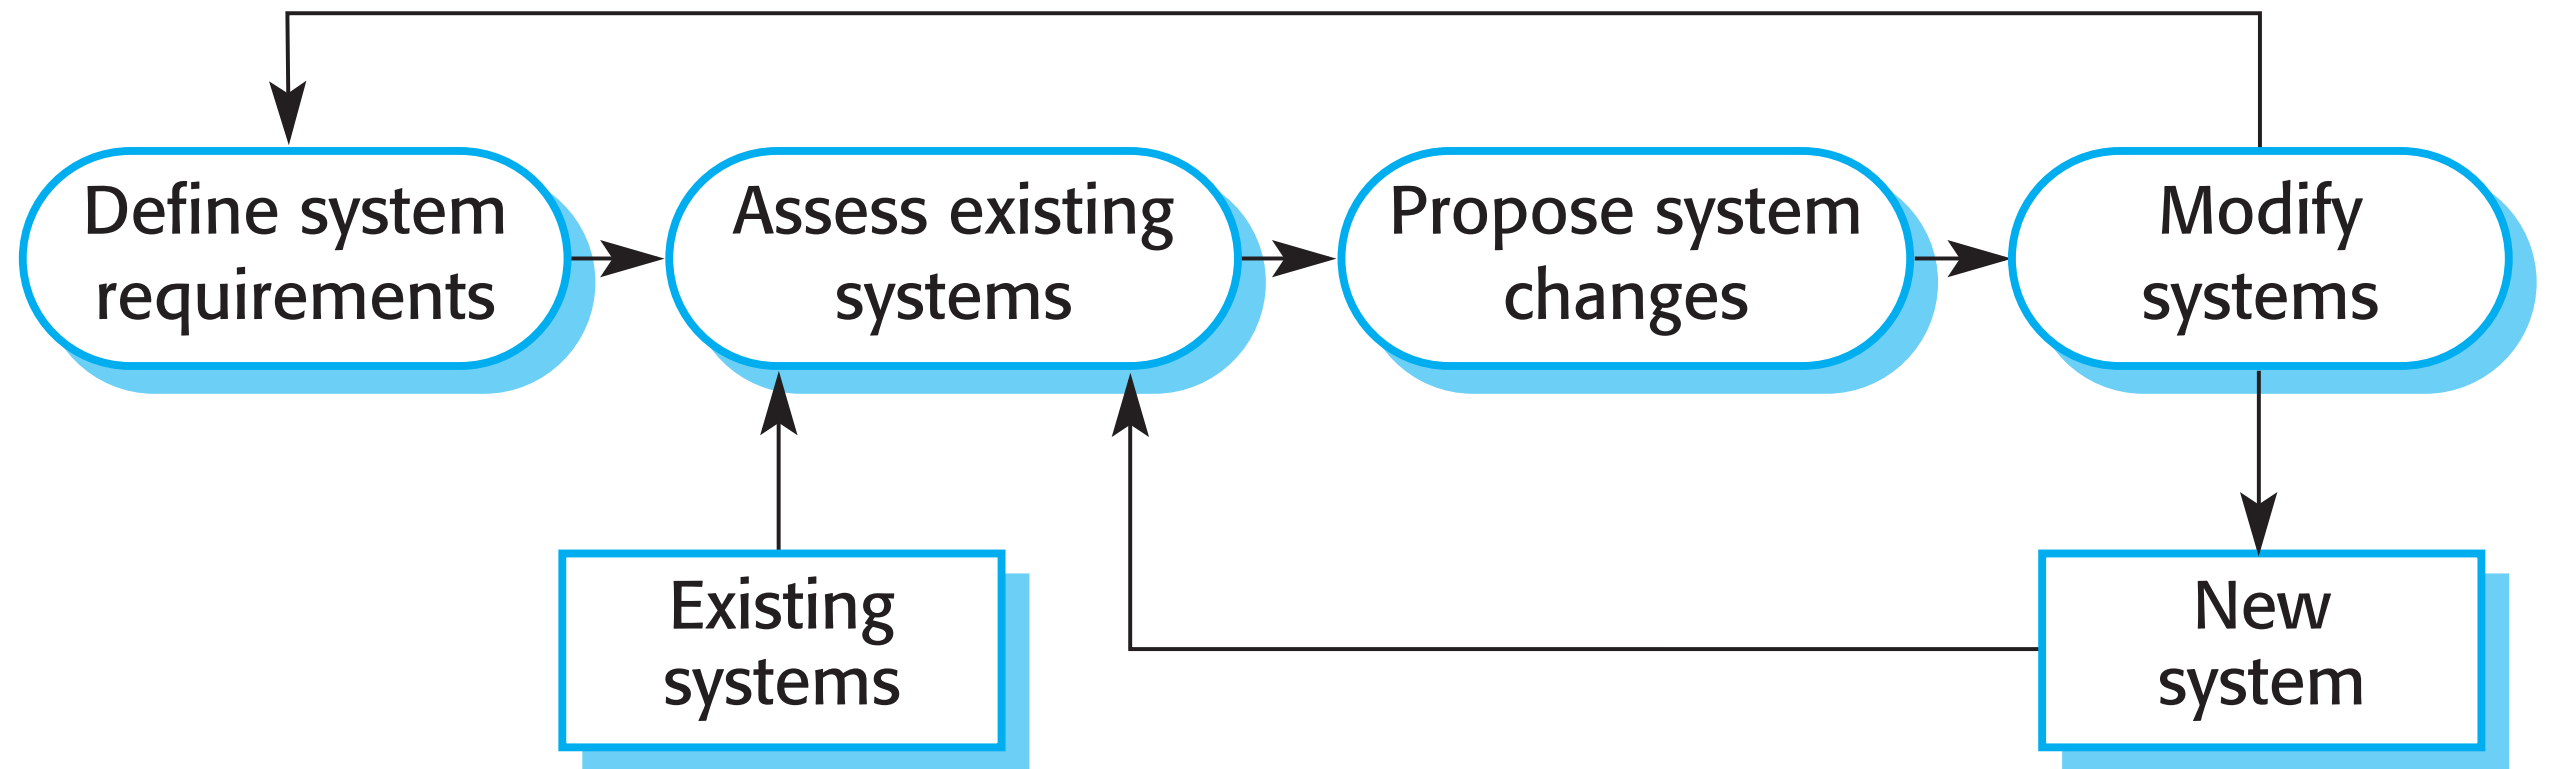 Define system
requirements
Assess existing
systems
Propose system
changes
Modify
systems
Existing
systems
New
system